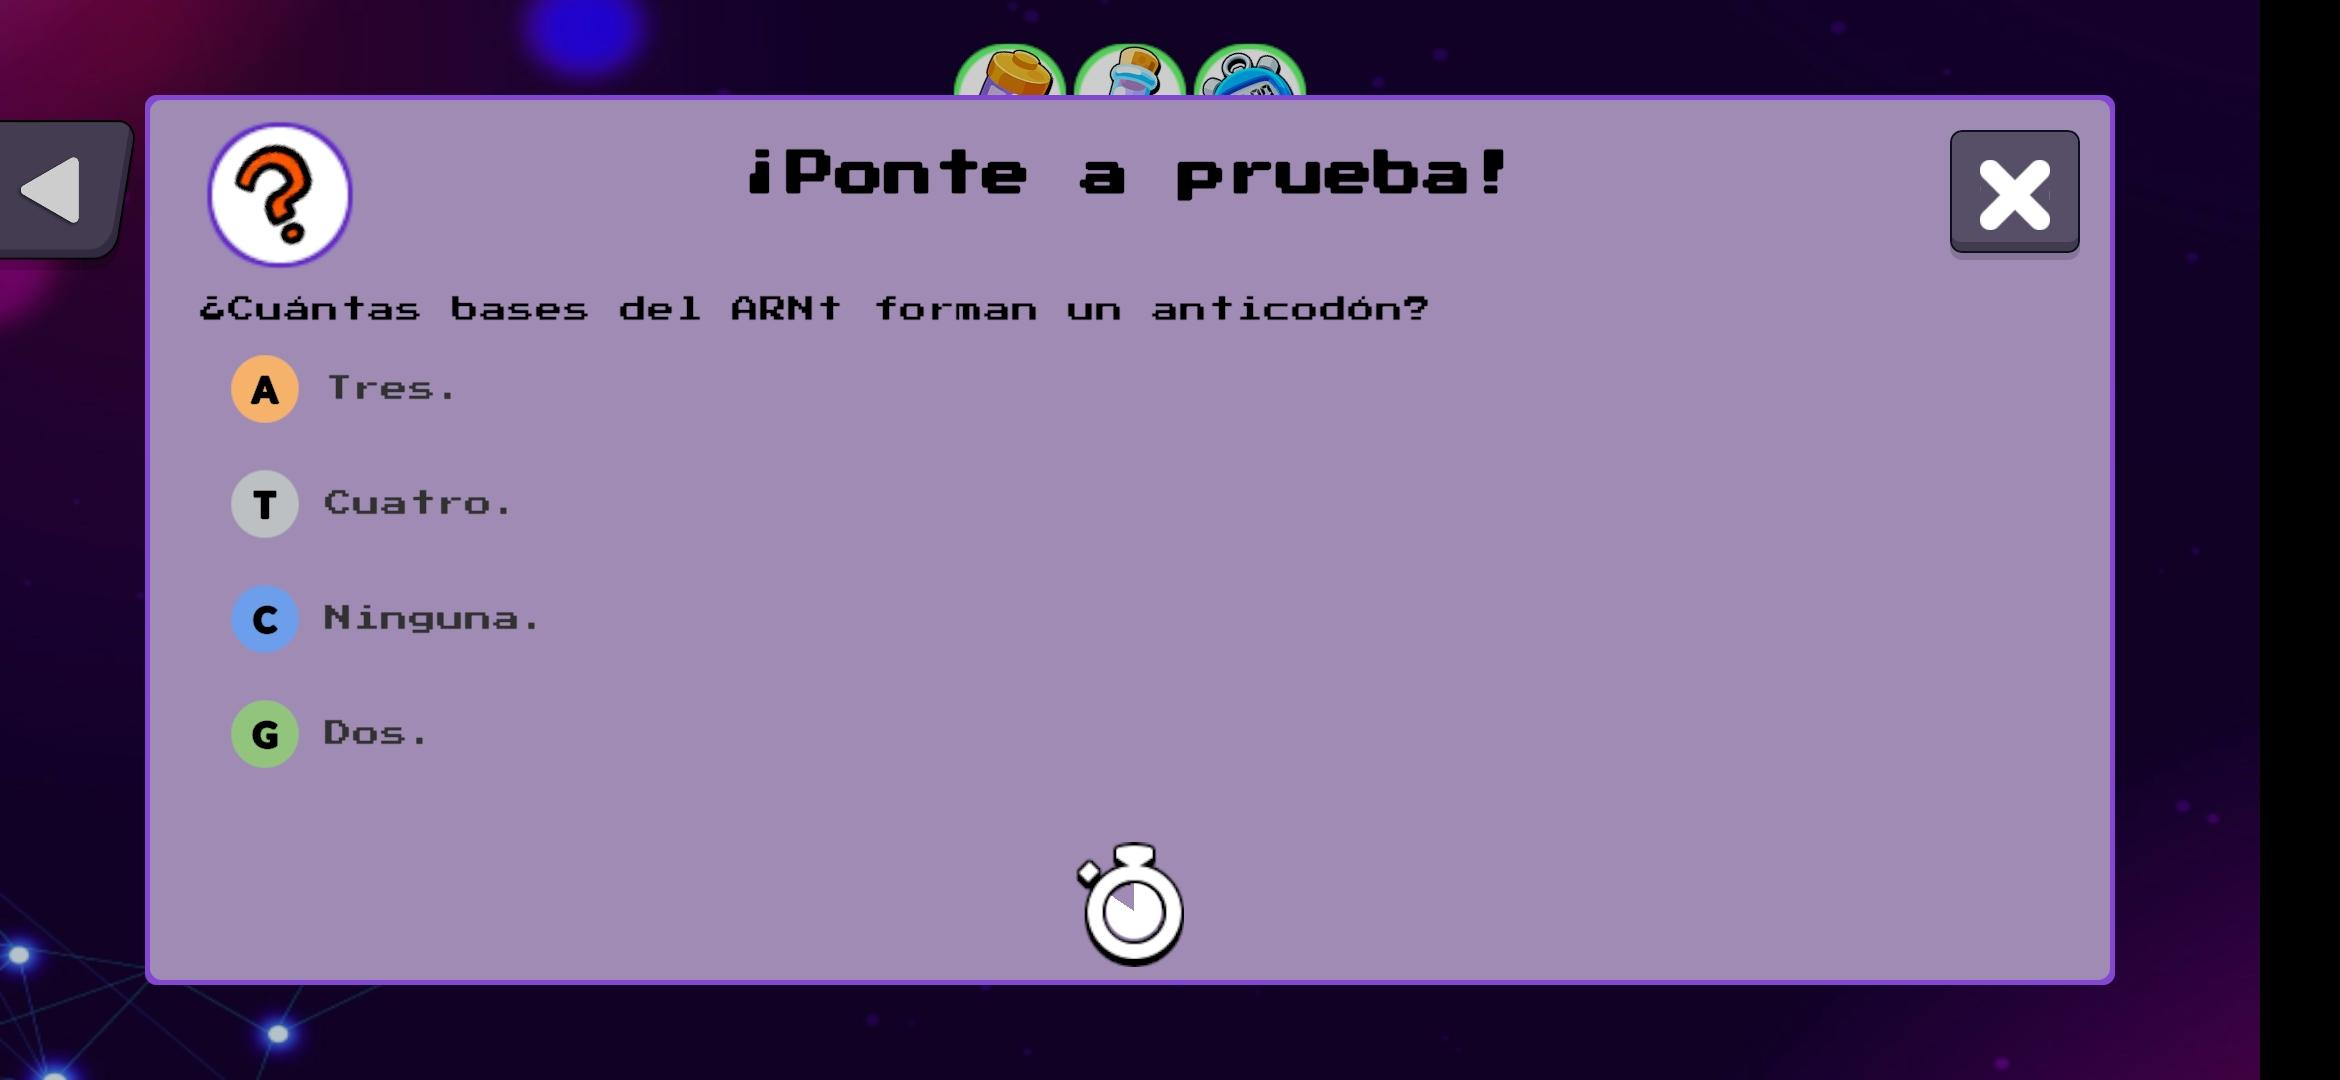 ¡Ponte a prueba!
¿Cuántas bases del ARNt forman un anticodón?
A Tres.
T Cuatro.
C Ninguna.
G Dos.